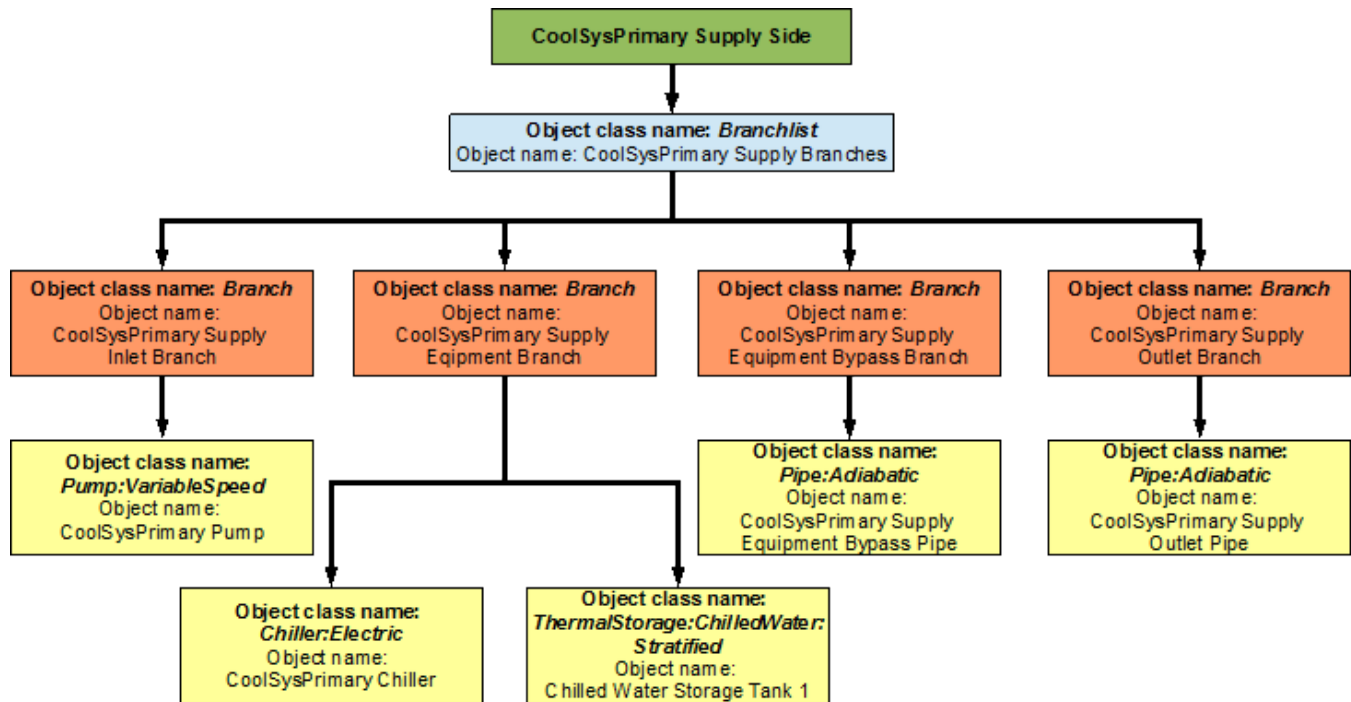 CoolSysPrimary Supply Side
Object class name: Branchlist
Object name: CoolSysPrimary Supply Branches
Object class name: Branch
Object name:
CoolSysPrimary Supply
Inlet Branch
Object class name: Branch
Object name:
CoolSysPrimary Supply
Eqipment Branch
Object class name: Branch
Object name:
CoolSysPrimary Supply
Equipment Bypass Branch
Object class name: Branch
Object name:
CoolSysPrimary Supply
Outlet Branch
Object class name:
Pump:VariableSpeed
Object name:
CoolSysPrimary Pump
Object class name:
Pipe:Adiabatic
Object name:
CoolSysPrimary Supply
Equipment Bypass Pipe
Object class name:
Pipe:Adiabatic
Object name:
CoolSysPrimary Supply
Outlet Pipe
Object class name:
Chiller:Electric
Object name:
CoolSysPrimary Chiller
Object class name:
ThermalStorage:ChilledWater:
Stratified
Object name:
Chilled Water Storage Tank 1